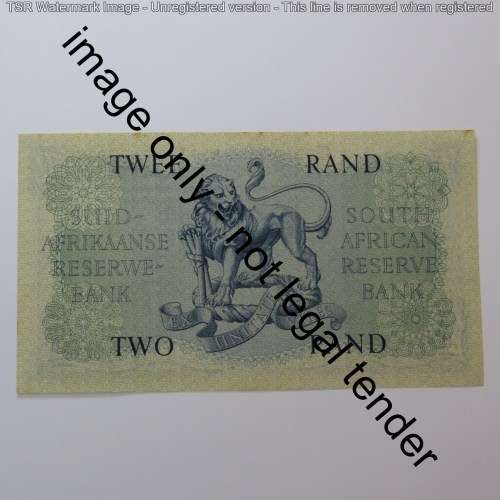 TSR Watermark Image - Unregistered version - This line is removed when registered
image only - not legal tender
TWEE RAND
SUID-
AFRIKAANSE
RESERWE-
BANK
SOUTH
AFRICAN
RESERVE
BANK
TWO RAND